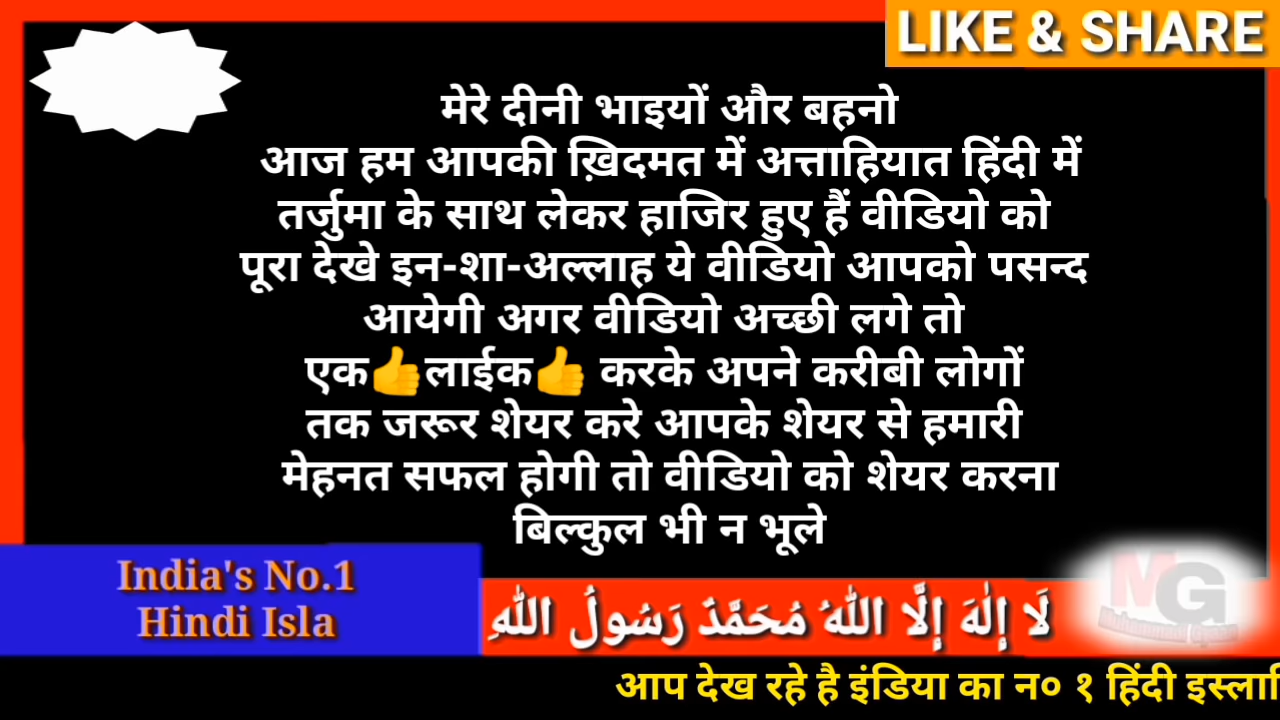 LIKE & SHARE
मेरे दीनी भाइयों और बहनो
आज हम आपकी ख़िदमत में अत्ताहियात हिंदी में
तर्जुमा के साथ लेकर हाजिर हुए हैं वीडियो को
पूरा देखे इन-शा-अल्लाह ये वीडियो आपको पसन्द
आयेगी अगर वीडियो अच्छी लगे तो
एक👍लाईक👍 करके अपने करीबी लोगों
तक जरूर शेयर करे आपके शेयर से हमारी
मेहनत सफल होगी तो वीडियो को शेयर करना
बिल्कुल भी न भूले
India's No.1
Hindi Isla
لَا إِلٰهَ إِلَّا اللّٰهُ مُحَمَّدٌ رَسُولُ اللّٰهِ
MG
आप देख रहे है इंडिया का न० १ हिंदी